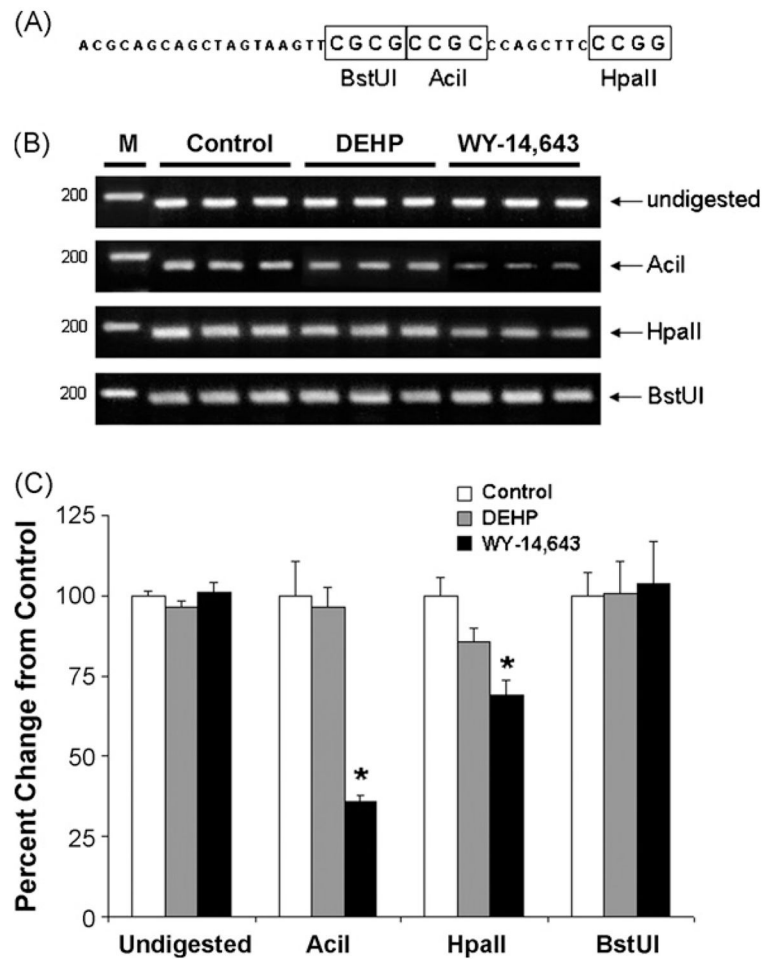 (A)
ACGCAGCAGCTAGTAAGTTCGCGCCGCCCAGCTTCCCGG
BstUI AciI HpaII
(B)
M Control DEHP WY-14,643
200 undigested
200 AciI
200 HpaII
200 BstUI
(C)
Percent Change from Control
125
100
75
50
25
0
Control
DEHP
WY-14,643
*
*
Undigested AciI HpaII BstUI